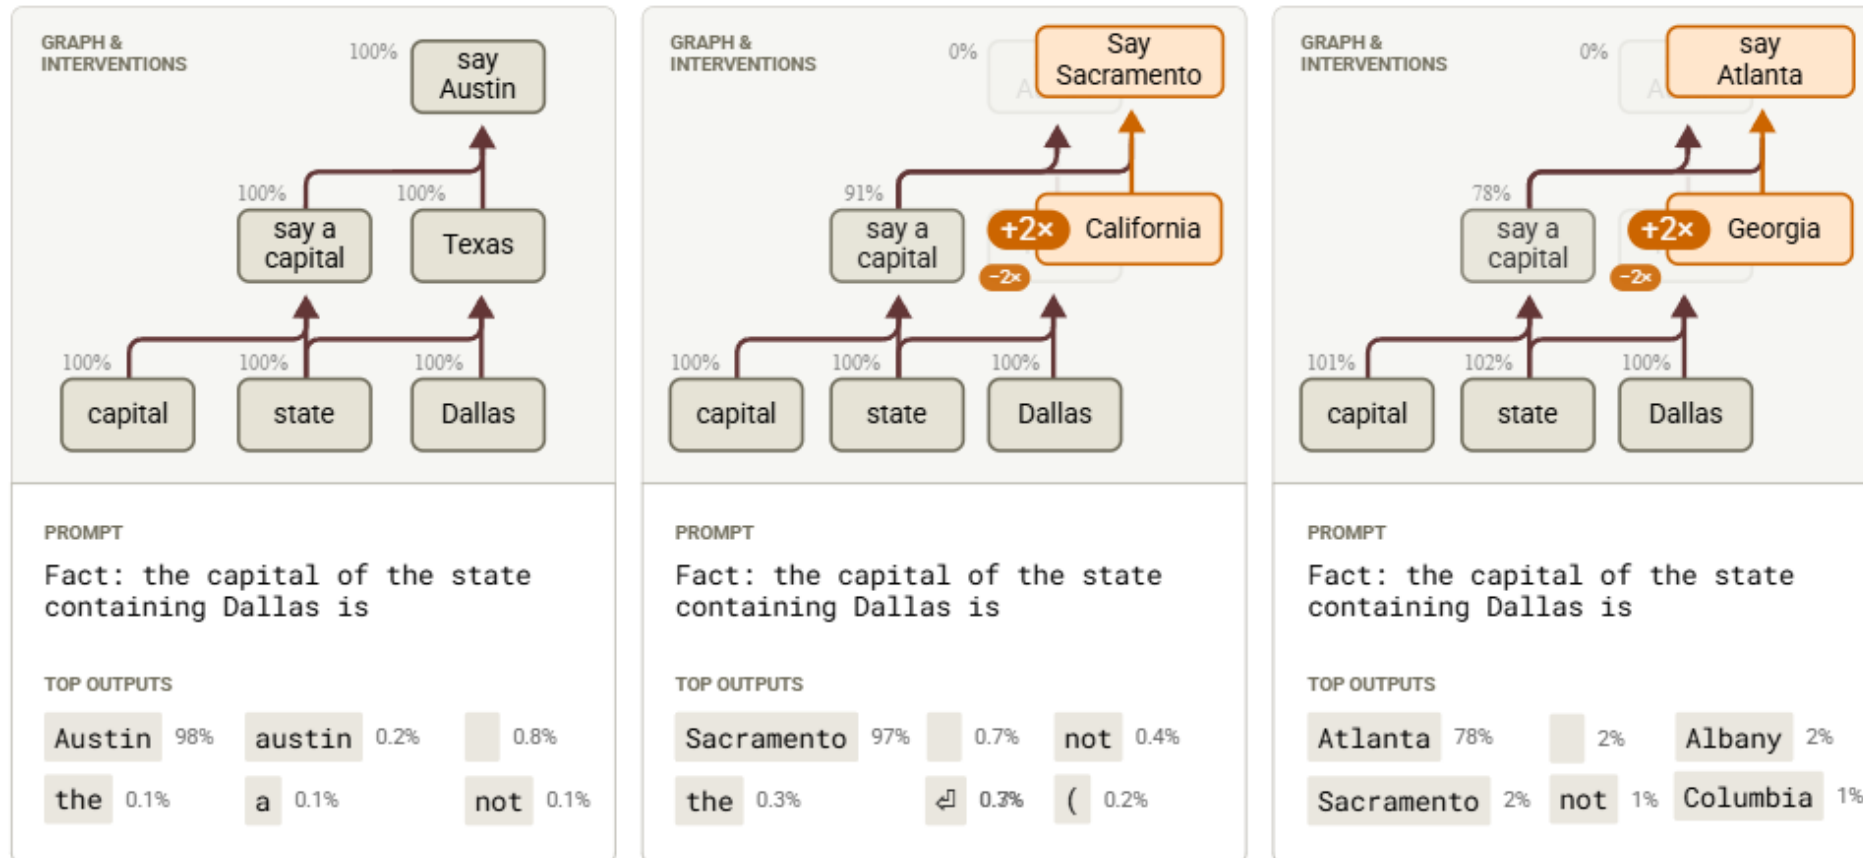 GRAPH &
INTERVENTIONS
100%
say
Austin
100%
say a
capital
100%
Texas
100%
capital
100%
state
100%
Dallas
PROMPT
Fact: the capital of the state
containing Dallas is
TOP OUTPUTS
Austin 98% austin 0.2% 0.8%
the 0.1% a 0.1% not 0.1%
GRAPH &
INTERVENTIONS
0%
Say
Sacramento
91%
say a
capital
+2×
California
−2×
100%
capital
100%
state
100%
Dallas
PROMPT
Fact: the capital of the state
containing Dallas is
TOP OUTPUTS
Sacramento 97% 0.7% not 0.4%
the 0.3% ⏎ 0.3% ( 0.2%
GRAPH &
INTERVENTIONS
0%
say
Atlanta
78%
say a
capital
+2×
Georgia
−2×
101%
capital
102%
state
100%
Dallas
PROMPT
Fact: the capital of the state
containing Dallas is
TOP OUTPUTS
Atlanta 78% 2% Albany 2%
Sacramento 2% not 1% Columbia 1%